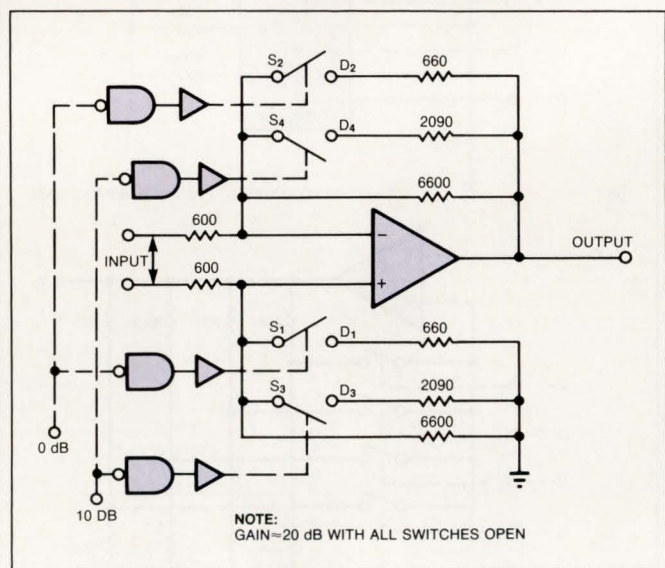 S2
D2
660
S4
D4
2090
6600
600
INPUT
600
−
+
OUTPUT
S1
D1
660
S3
D3
2090
6600
0 dB
10 DB
NOTE:
GAIN≈20 dB WITH ALL SWITCHES OPEN